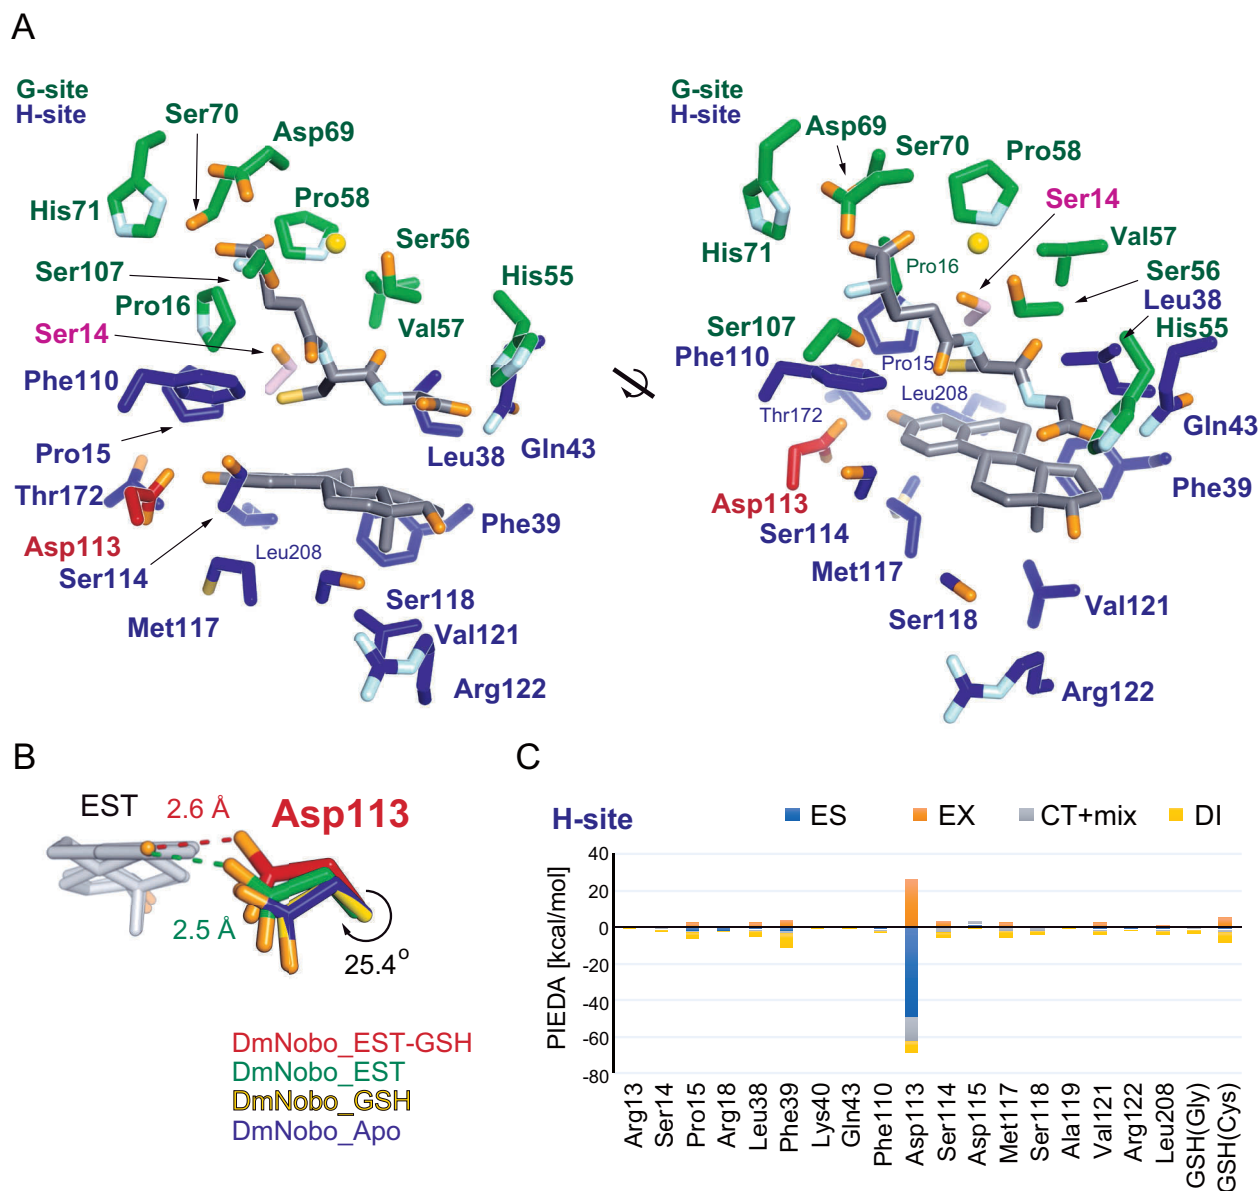 A
G-site
H-site
Ser70
Asp69
His71
Pro58
Ser56
Ser107
His55
Pro16
Val57
Ser14
Phe110
Pro15
Leu38
Gln43
Thr172
Phe39
Asp113
Leu208
Ser114
Met117
Ser118
Val121
Arg122
G-site
H-site
Asp69
Ser70
Pro58
Ser14
His71
Val57
Pro16
Ser56
Leu38
Ser107
His55
Phe110
Pro15
Leu208
Thr172
Gln43
Asp113
Phe39
Ser114
Met117
Ser118
Val121
Arg122
B
EST
2.6 Å
Asp113
2.5 Å
25.4°
DmNobo_EST-GSH
DmNobo_EST
DmNobo_GSH
DmNobo_Apo
C
H-site
ES
EX
CT+mix
DI
PIEDA [kcal/mol]
40
20
0
-20
-40
-60
-80
Arg13
Ser14
Pro15
Arg18
Leu38
Phe39
Lys40
Gln43
Phe110
Asp113
Ser114
Asp115
Met117
Ser118
Ala119
Val121
Arg122
Leu208
GSH(Gly)
GSH(Cys)